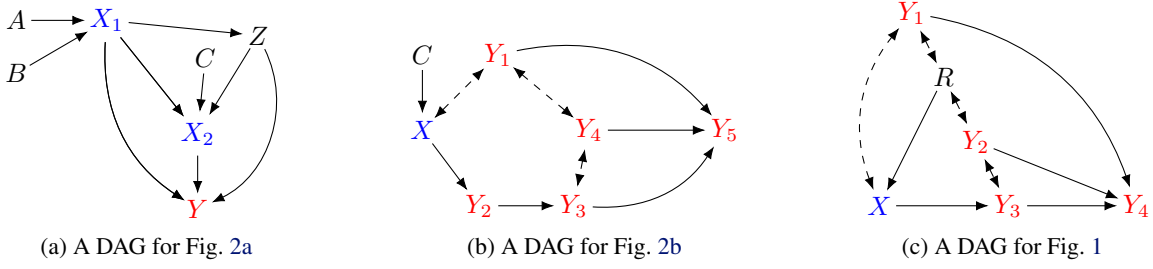 A
B
X₁
Z
C
X₂
Y
(a) A DAG for Fig. 2a
C
Y₁
X
Y₄
Y₅
Y₂
Y₃
(b) A DAG for Fig. 2b
Y₁
R
Y₂
X
Y₃
Y₄
(c) A DAG for Fig. 1